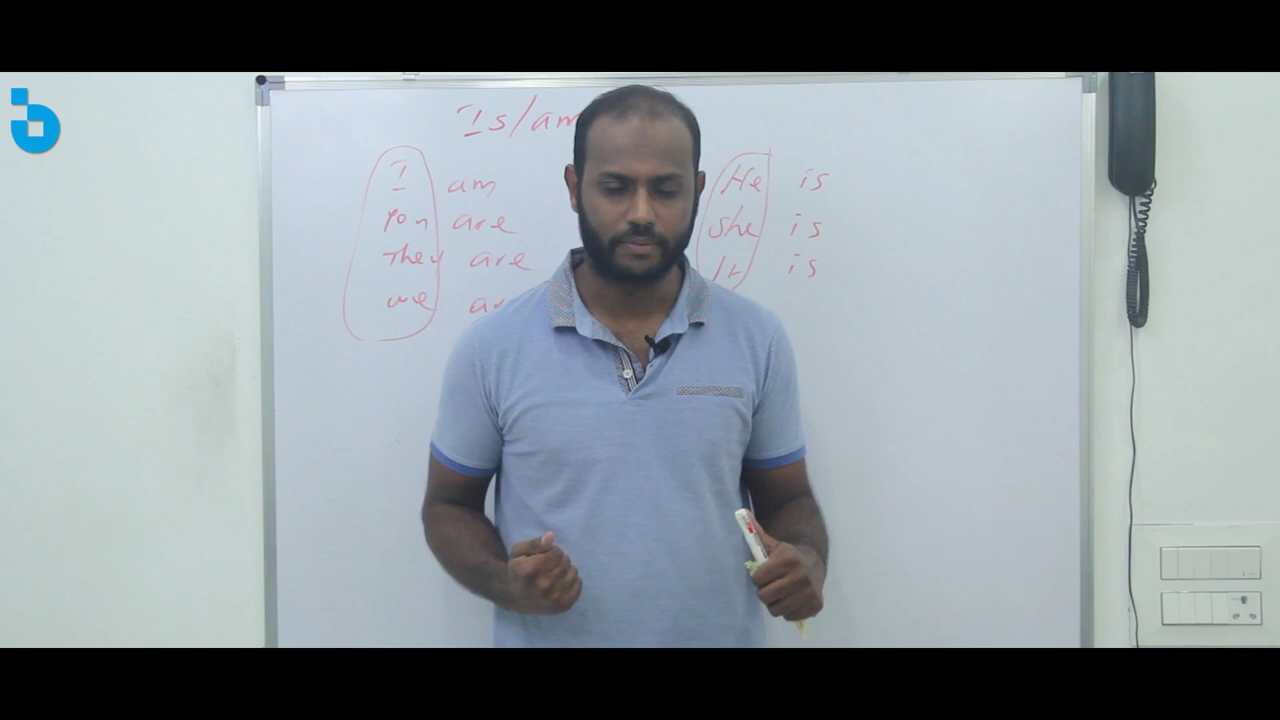 Is/am
I am
you are
They are
we
He is
she is
It is